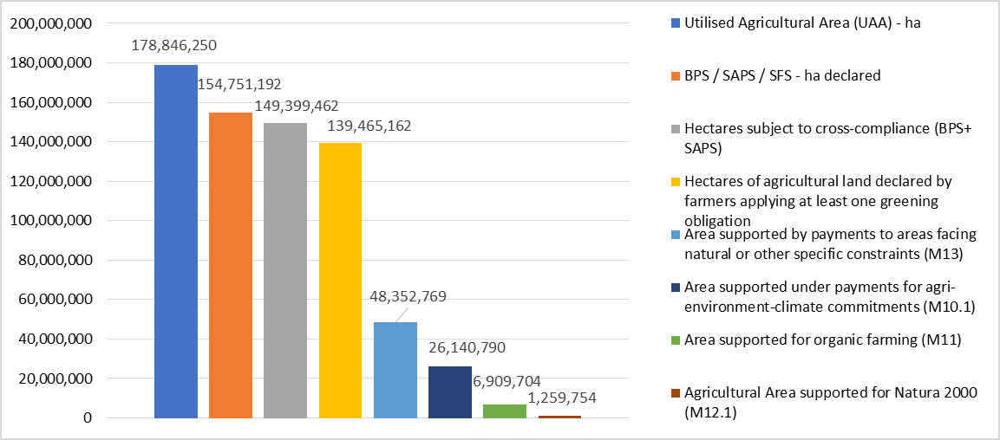 200,000,000
180,000,000
160,000,000
140,000,000
120,000,000
100,000,000
80,000,000
60,000,000
40,000,000
20,000,000
0
178,846,250
154,751,192
149,399,462
139,465,162
48,352,769
26,140,790
6,909,704
1,259,754
Utilised Agricultural Area (UAA) - ha
BPS / SAPS / SFS - ha declared
Hectares subject to cross-compliance (BPS+
SAPS)
Hectares of agricultural land declared by
farmers applying at least one greening
obligation
Area supported by payments to areas facing
natural or other specific constraints (M13)
Area supported under payments for agri-
environment-climate commitments (M10.1)
Area supported for organic farming (M11)
Agricultural Area supported for Natura 2000
(M12.1)